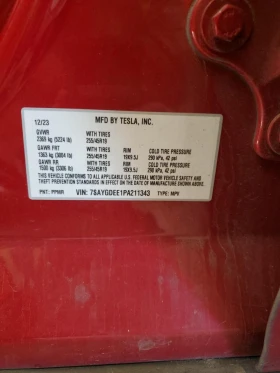 12/23 MFD BY TESLA, INC.
GVWR WITH TIRES
2369 kg (5224 lb) 255/45R19
GAWR FRT WITH TIRES RIM COLD TIRE PRESSURE
1363 kg (3004 lb) 255/45R19 19X9.5J 290 kPa, 42 psi
GAWR RR WITH TIRES RIM COLD TIRE PRESSURE
1500 kg (3306 lb) 255/45R19 19X9.5J 290 kPa, 42 psi
THIS VEHICLE CONFORMS TO ALL APPLICABLE U.S. FEDERAL MOTOR VEHICLE SAFETY AND
THEFT PREVENTION STANDARDS IN EFFECT ON THE DATE OF MANUFACTURE SHOWN ABOVE.
PNT: PPMR VIN: 7SAYGDEE1PA211343 TYPE: MPV